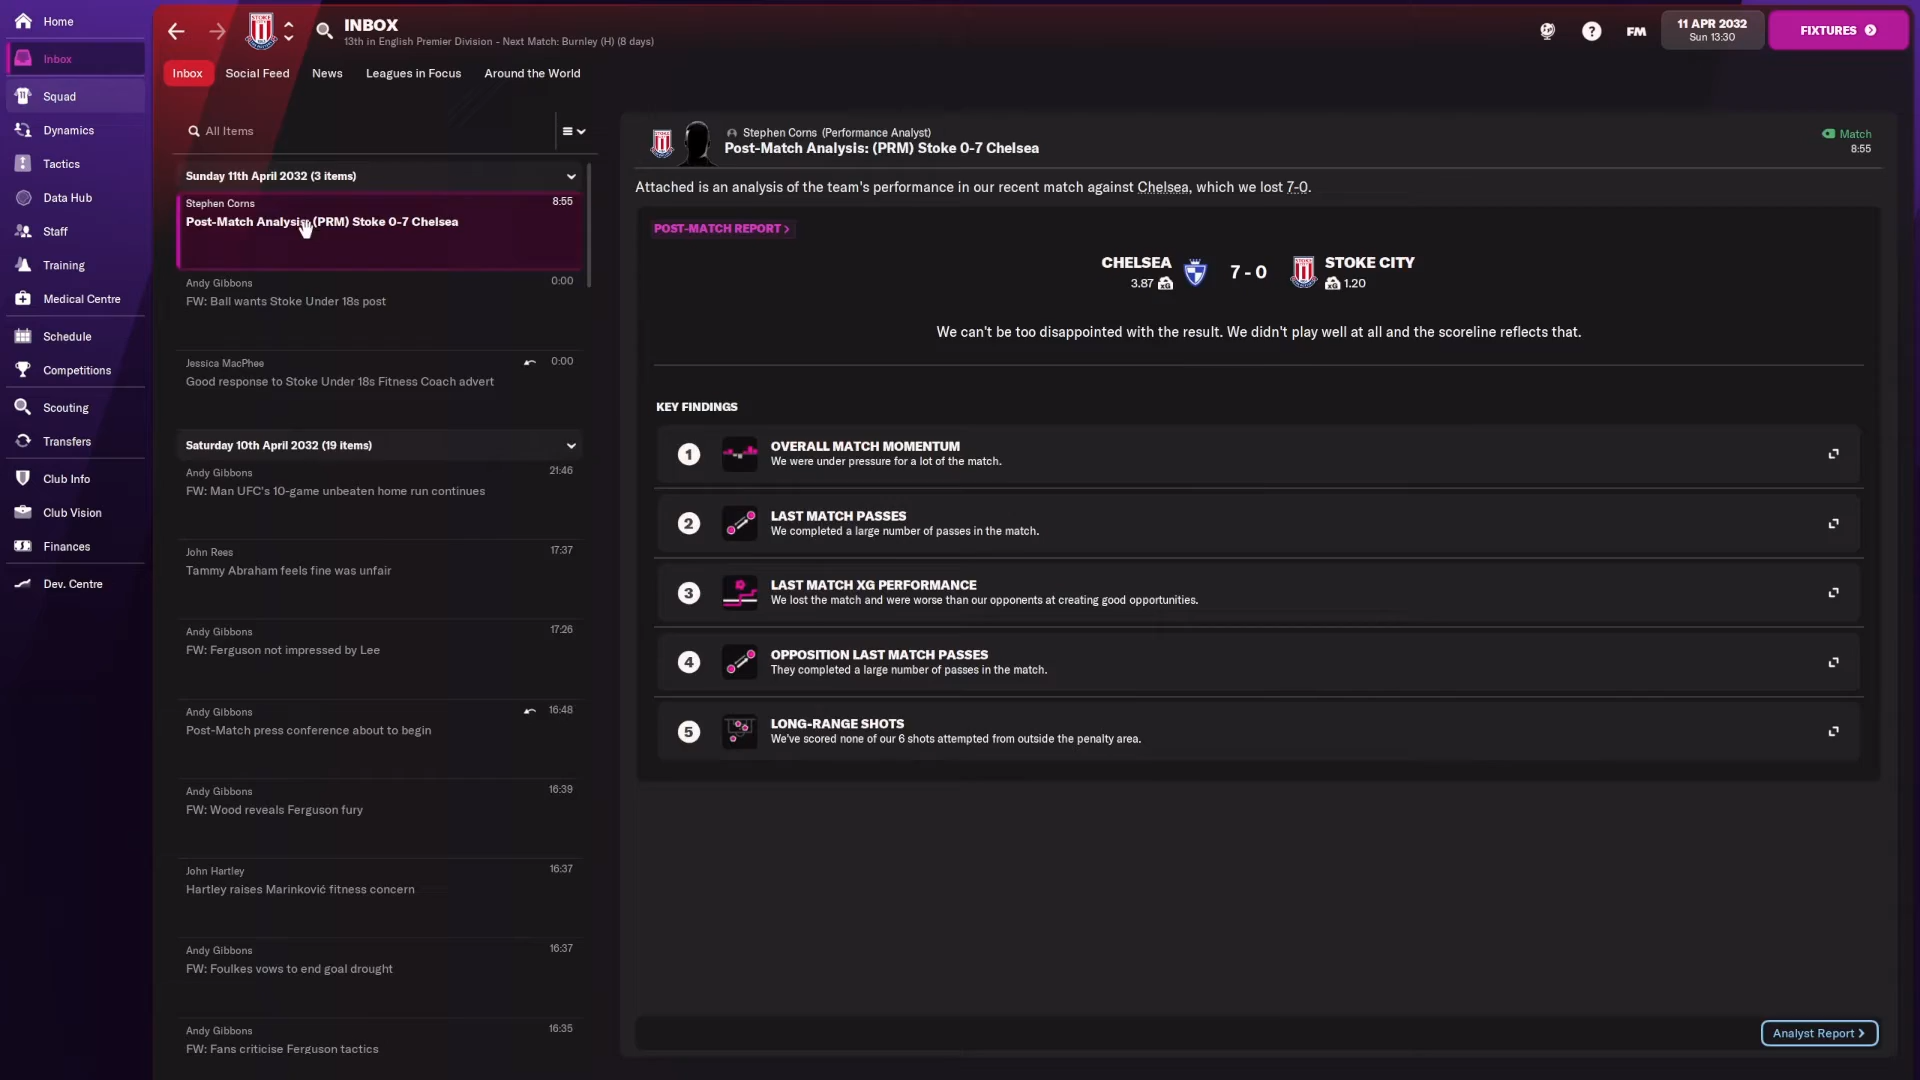 Home
Inbox
Squad
Dynamics
Tactics
Data Hub
Staff
Training
Medical Centre
Schedule
Competitions
Scouting
Transfers
Club Info
Club Vision
Finances
Dev. Centre
INBOX
13th in English Premier Division - Next Match: Burnley (H) (8 days)
FM
11 APR 2032
Sun 13:30
FIXTURES
Inbox
Social Feed
News
Leagues in Focus
Around the World
All Items
Sunday 11th April 2032 (3 items)
Stephen Corns
8:55
Post-Match Analysis: (PRM) Stoke 0-7 Chelsea
Andy Gibbons
0:00
FW: Ball wants Stoke Under 18s post
Jessica MacPhee
0:00
Good response to Stoke Under 18s Fitness Coach advert
Saturday 10th April 2032 (19 items)
Andy Gibbons
21:46
FW: Man UFC's 10-game unbeaten home run continues
John Rees
17:37
Tammy Abraham feels fine was unfair
Andy Gibbons
17:26
FW: Ferguson not impressed by Lee
Andy Gibbons
16:48
Post-Match press conference about to begin
Andy Gibbons
16:39
FW: Wood reveals Ferguson fury
John Hartley
16:37
Hartley raises Marinković fitness concern
Andy Gibbons
16:37
FW: Foulkes vows to end goal drought
Andy Gibbons
16:35
FW: Fans criticise Ferguson tactics
Stephen Corns (Performance Analyst)
Post-Match Analysis: (PRM) Stoke 0-7 Chelsea
Match
8:55
Attached is an analysis of the team's performance in our recent match against Chelsea, which we lost 7-0.
POST-MATCH REPORT >
CHELSEA
3.87 xG
7 - 0
STOKE CITY
xG 1.20
We can't be too disappointed with the result. We didn't play well at all and the scoreline reflects that.
KEY FINDINGS
1
OVERALL MATCH MOMENTUM
We were under pressure for a lot of the match.
2
LAST MATCH PASSES
We completed a large number of passes in the match.
3
LAST MATCH XG PERFORMANCE
We lost the match and were worse than our opponents at creating good opportunities.
4
OPPOSITION LAST MATCH PASSES
They completed a large number of passes in the match.
5
LONG-RANGE SHOTS
We've scored none of our 6 shots attempted from outside the penalty area.
Analyst Report >